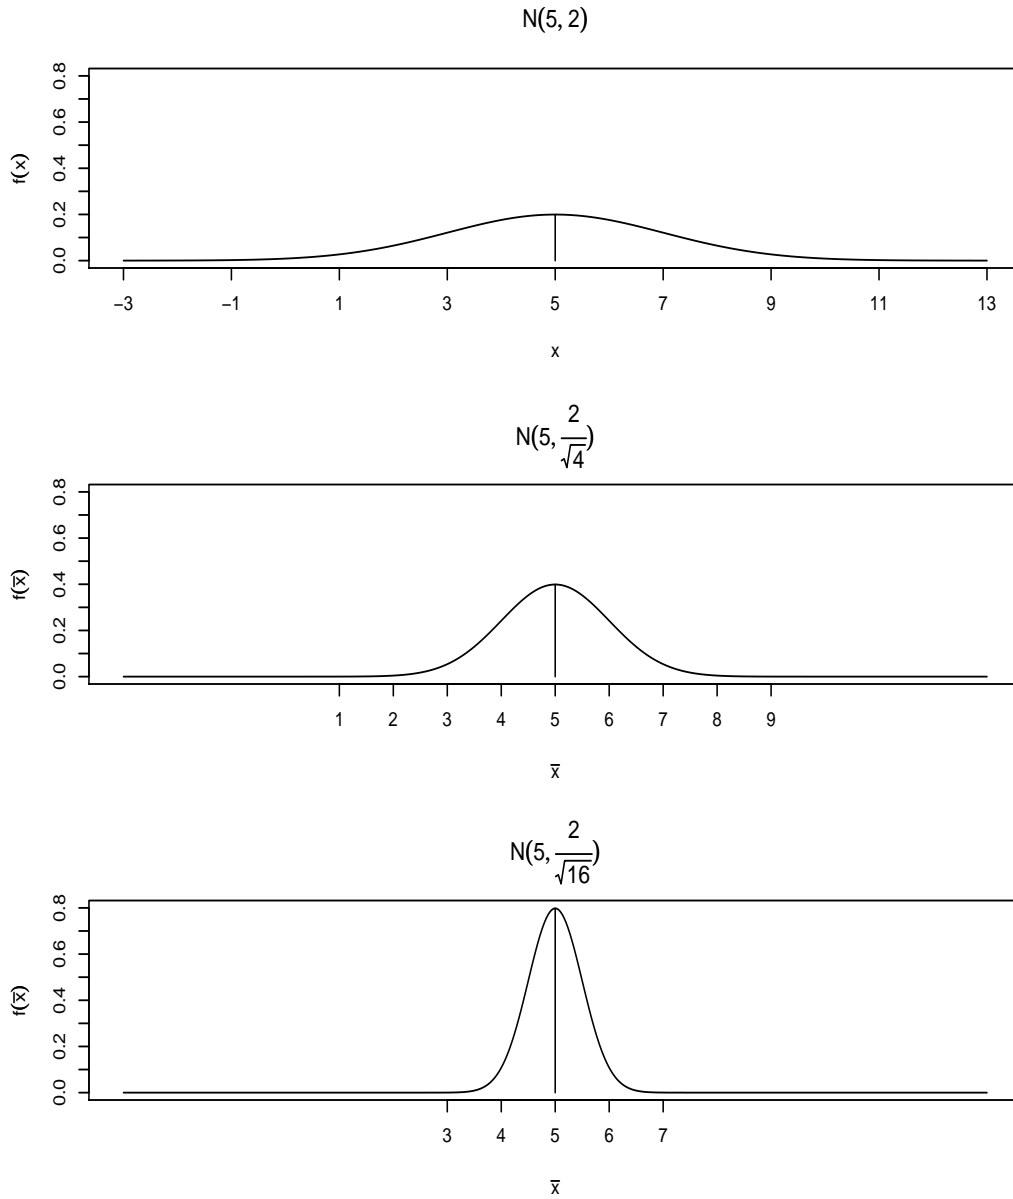 N(5, 2)
f(x)
0.0 0.2 0.4 0.6 0.8
−3 −1 1 3 5 7 9 11 13
x
N(5, 2/√4)
f(x̅)
0.0 0.2 0.4 0.6 0.8
1 2 3 4 5 6 7 8 9
x̅
N(5, 2/√16)
f(x̅)
0.0 0.2 0.4 0.6 0.8
3 4 5 6 7
x̅